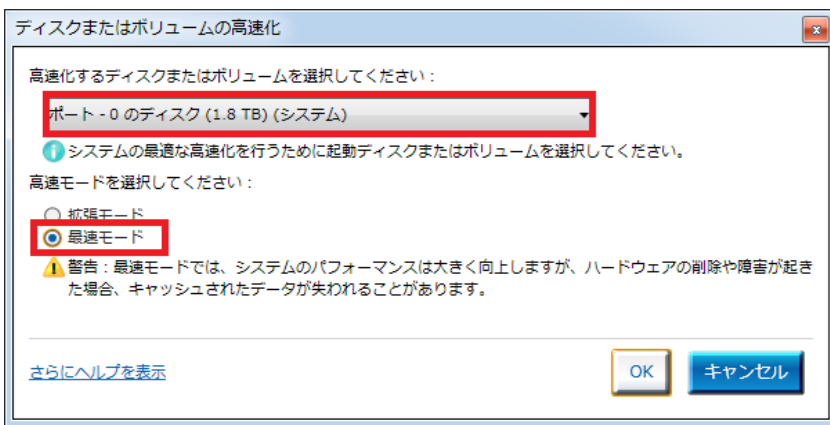 ディスクまたはボリュームの高速化
高速化するディスクまたはボリュームを選択してください :
ポート - 0 のディスク (1.8 TB) (システム)
システムの最適な高速化を行うために起動ディスクまたはボリュームを選択してください。
高速モードを選択してください :
拡張モード
最速モード
警告 : 最速モードでは、システムのパフォーマンスは大きく向上しますが、ハードウェアの削除や障害が起き
た場合、キャッシュされたデータが失われることがあります。
さらにヘルプを表示
OK
キャンセル